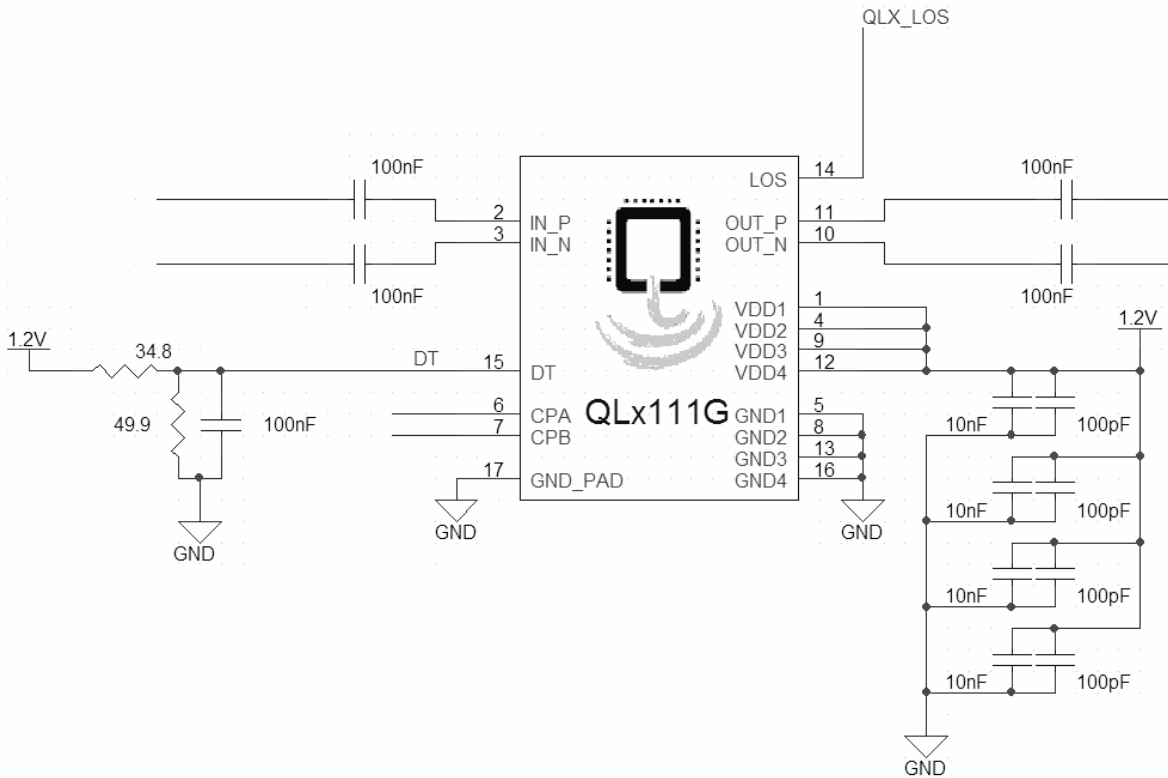 QLX_LOS
100nF
14
LOS
100nF
2
IN_P
OUT_P
11
3
IN_N
OUT_N
10
100nF
100nF
VDD1
1
1.2V
VDD2
4
1.2V
34.8
VDD3
9
DT
15
DT
VDD4
12
49.9
100nF
6
CPA
QLx111G
GND1
5
10nF
100pF
7
CPB
GND2
8
GND3
13
17
GND_PAD
GND4
16
10nF
100pF
GND
GND
GND
10nF
100pF
10nF
100pF
GND